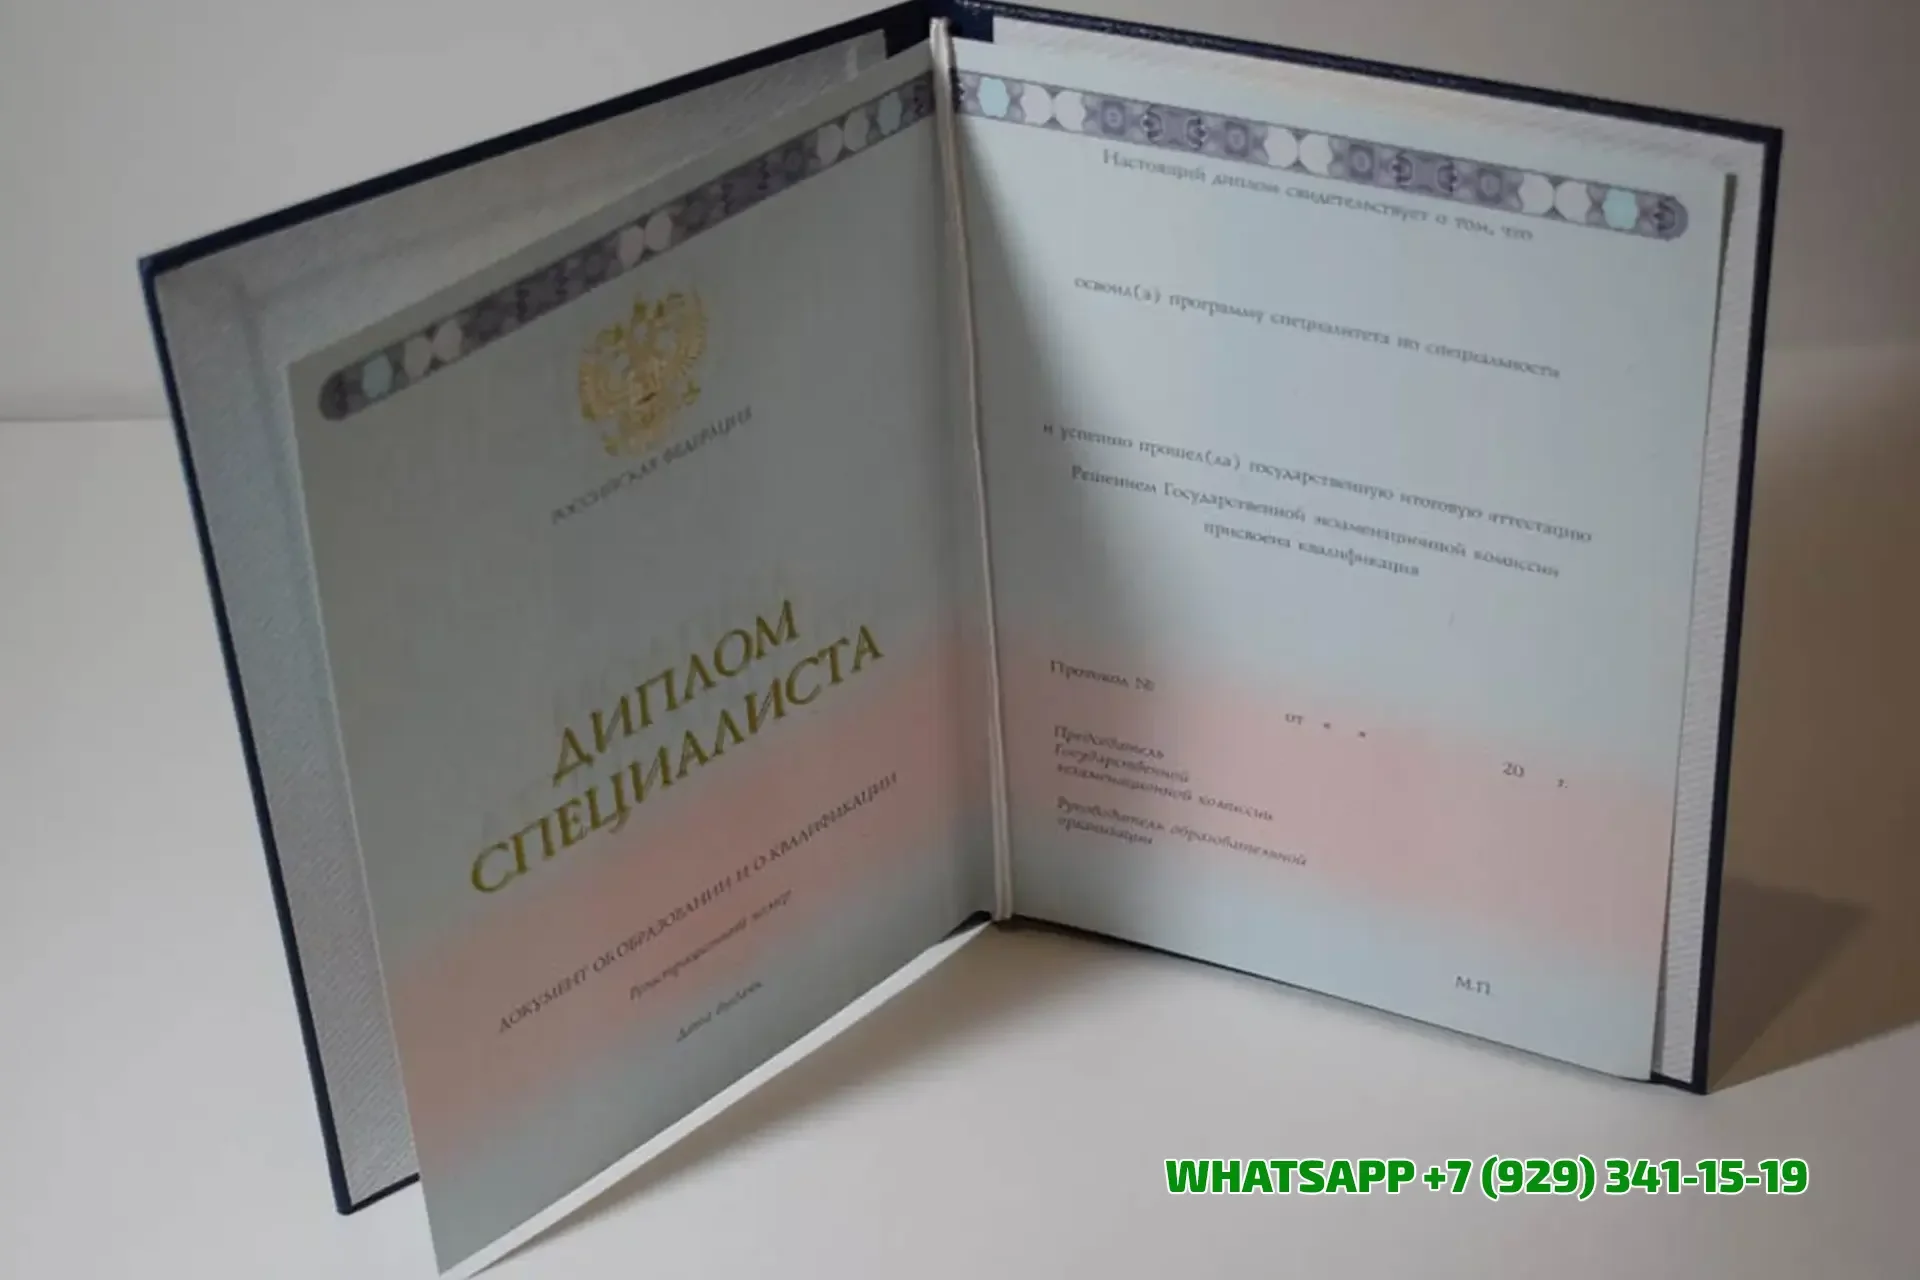 РОССИЙСКАЯ ФЕДЕРАЦИЯ
ДИПЛОМ
СПЕЦИАЛИСТА
ДОКУМЕНТ ОБ ОБРАЗОВАНИИ И О КВАЛИФИКАЦИИ
Регистрационный номер
Дата выдачи
Настоящий диплом свидетельствует о том, что
освоил(а) программу специалитета по специальности
и успешно прошел(ла) государственную итоговую аттестацию
Решением Государственной экзаменационной комиссии
присвоена квалификация
Протокол №
от « »
20 г.
Председатель
Государственной
экзаменационной комиссии
Руководитель образовательной
организации
М.П.
WHATSAPP +7 (929) 341-15-19